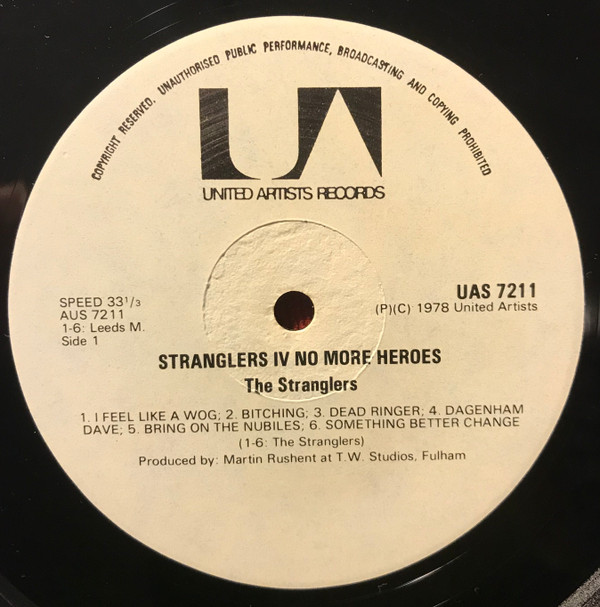 COPYRIGHT RESERVED. UNAUTHORISED PUBLIC PERFORMANCE, BROADCASTING AND COPYING PROHIBITED
UA
UNITED ARTISTS RECORDS
SPEED 33 1/3
AUS 7211
1-6: Leeds M.
Side 1
UAS 7211
(P)(C) 1978 United Artists
STRANGLERS IV NO MORE HEROES
The Stranglers
1. I FEEL LIKE A WOG; 2. BITCHING; 3. DEAD RINGER; 4. DAGENHAM
DAVE; 5. BRING ON THE NUBILES; 6. SOMETHING BETTER CHANGE
(1-6: The Stranglers)
Produced by: Martin Rushent at T.W. Studios, Fulham